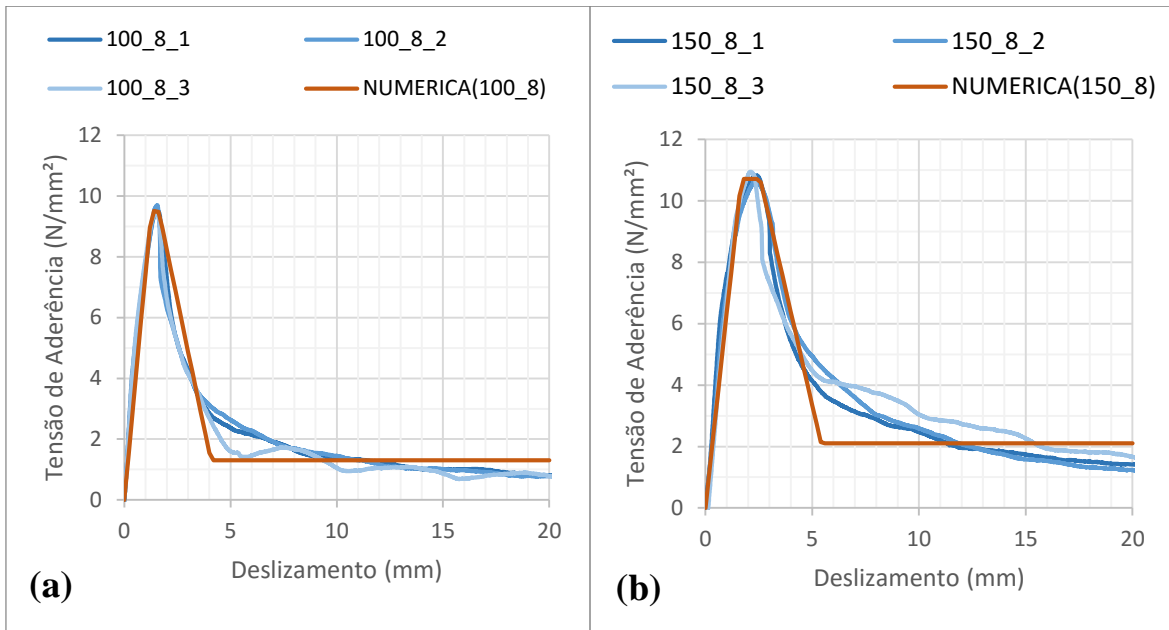 100_8_1 100_8_2
100_8_3 NUMERICA(100_8)
12
10
8
6
4
2
0
Tensão de Aderência (N/mm²)
0 5 10 15 20
Deslizamento (mm)
(a)
150_8_1 150_8_2
150_8_3 NUMERICA(150_8)
12
10
8
6
4
2
0
Tensão de Aderência (N/mm²)
0 5 10 15 20
Deslizamento (mm)
(b)